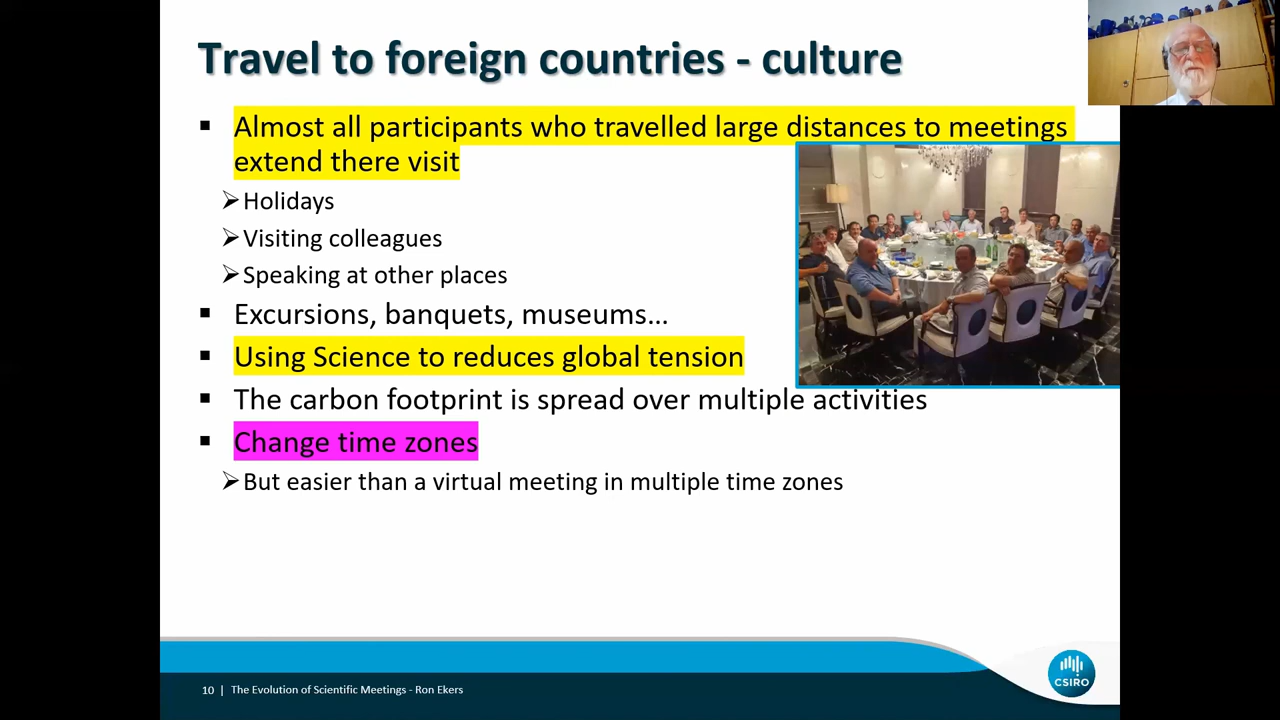 Travel to foreign countries - culture
Almost all participants who travelled large distances to meetings
extend there visit
Holidays
Visiting colleagues
Speaking at other places
Excursions, banquets, museums...
Using Science to reduces global tension
The carbon footprint is spread over multiple activities
Change time zones
But easier than a virtual meeting in multiple time zones
10 | The Evolution of Scientific Meetings - Ron Ekers
CSIRO